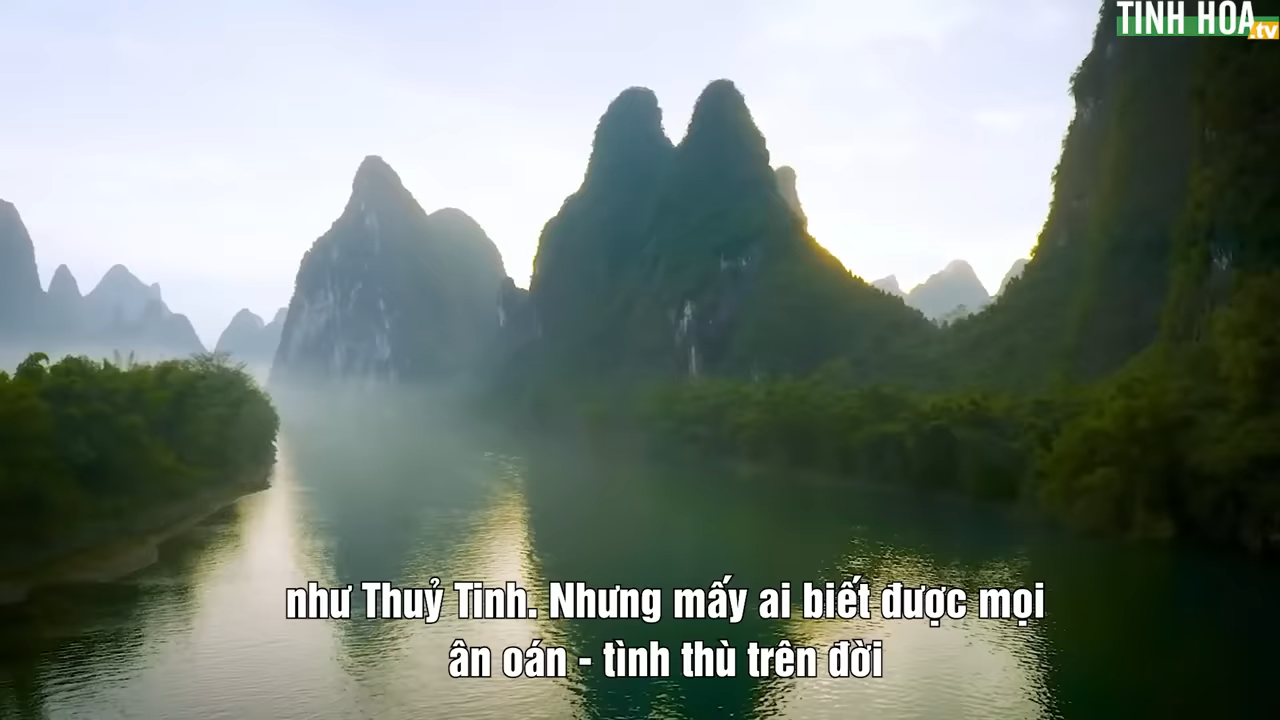 TINH HOA
.tv
như Thuỷ Tinh. Nhưng mấy ai biết được mọi
ân oán - tình thù trên đời